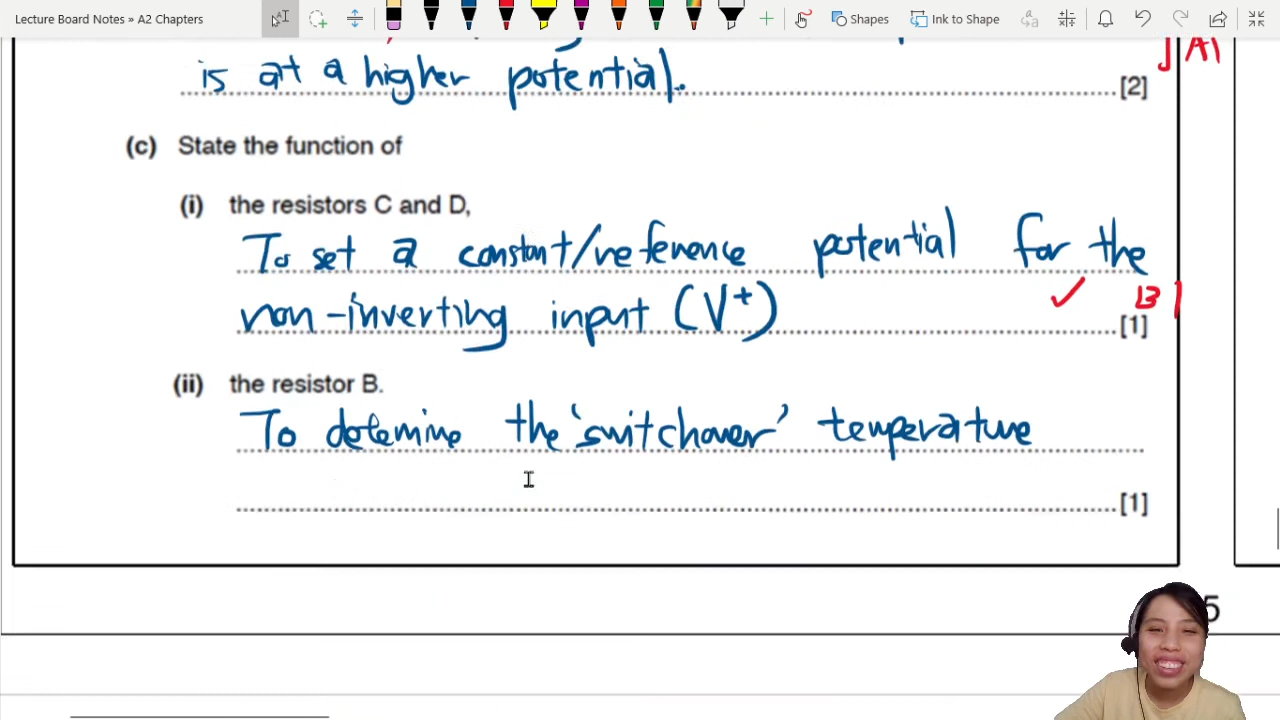 Lecture Board Notes » A2 Chapters
Shapes
Ink to Shape
A1
is at a higher potential.
[2]
(c) State the function of
(i) the resistors C and D,
To set a constant/reference potential for the
B1
non-inverting input (V+)
[1]
(ii) the resistor B.
To determine the 'switchover' temperature
[1]
5